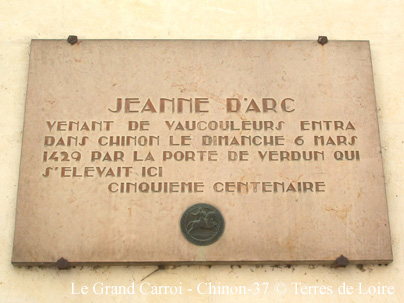 JEANNE D'ARC
VENANT DE VAUCOULEURS ENTRA
DANS CHINON LE DIMANCHE 6 MARS
1429 PAR LA PORTE DE VERDUN QUI
S'ELEVAIT ICI
CINQUIEME CENTENAIRE
Le Grand Carroi - Chinon-37 © Terres de Loire